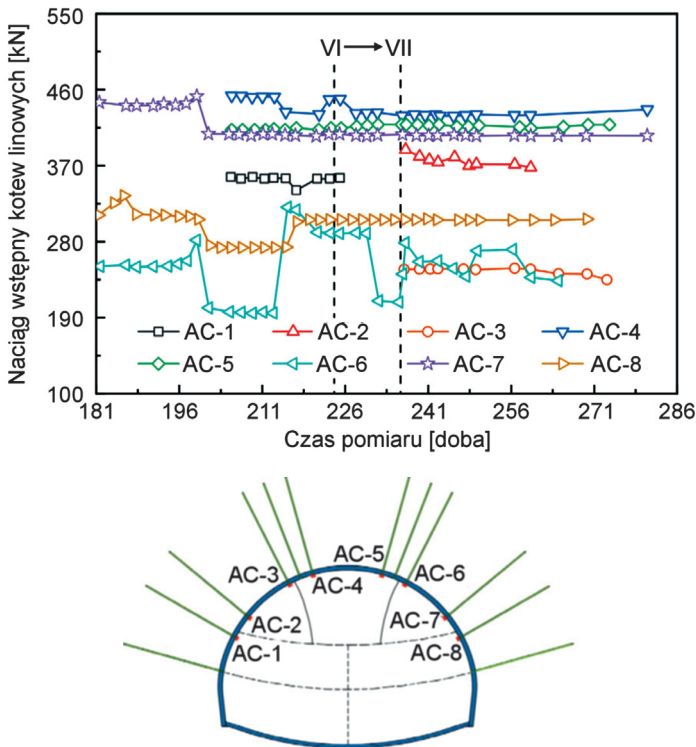 Naciąg wstępny kotew linowych [kN]
550
460
370
280
190
100
VI VII
AC-1 AC-2 AC-3 AC-4
AC-5 AC-6 AC-7 AC-8
181 196 211 226 241 256 271 286
Czas pomiaru [doba]
AC-5
AC-3 AC-6
AC-4
AC-2 AC-7
AC-1 AC-8